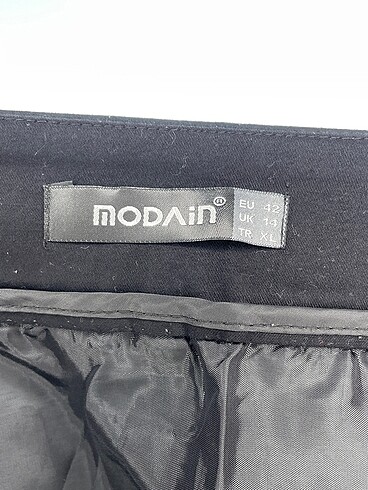 MODAiN®
EU 42
UK 14
TR XL